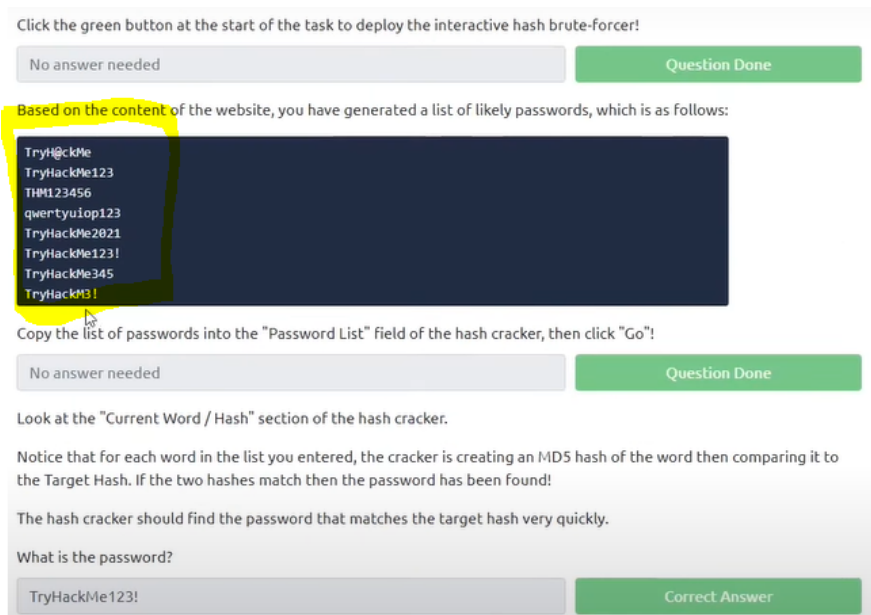 Click the green button at the start of the task to deploy the interactive hash brute-forcer!
No answer needed
Question Done
Based on the content of the website, you have generated a list of likely passwords, which is as follows:
TryH@ckMe
TryHackMe123
THM123456
qwertyuiop123
TryHackMe2021
TryHackMe123!
TryHackMe345
TryHackM3!
Copy the list of passwords into the "Password List" field of the hash cracker, then click "Go"!
No answer needed
Question Done
Look at the "Current Word / Hash" section of the hash cracker.
Notice that for each word in the list you entered, the cracker is creating an MD5 hash of the word then comparing it to
the Target Hash. If the two hashes match then the password has been found!
The hash cracker should find the password that matches the target hash very quickly.
What is the password?
TryHackMe123!
Correct Answer